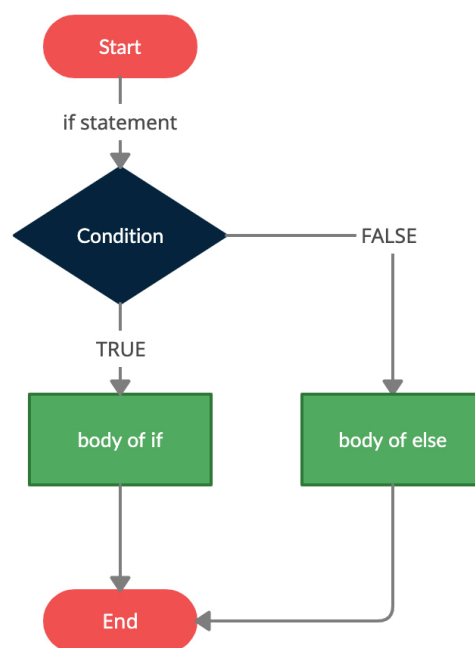 Start
if statement
Condition
FALSE
TRUE
body of if
body of else
End